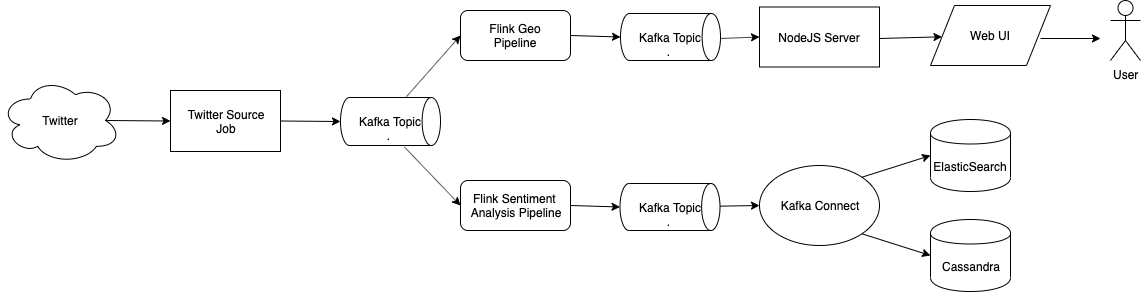 Twitter
Twitter Source
Job
Kafka Topic
.
Flink Geo
Pipeline
Kafka Topic
.
NodeJS Server
Web UI
User
Flink Sentiment
Analysis Pipeline
Kafka Topic
.
Kafka Connect
ElasticSearch
Cassandra